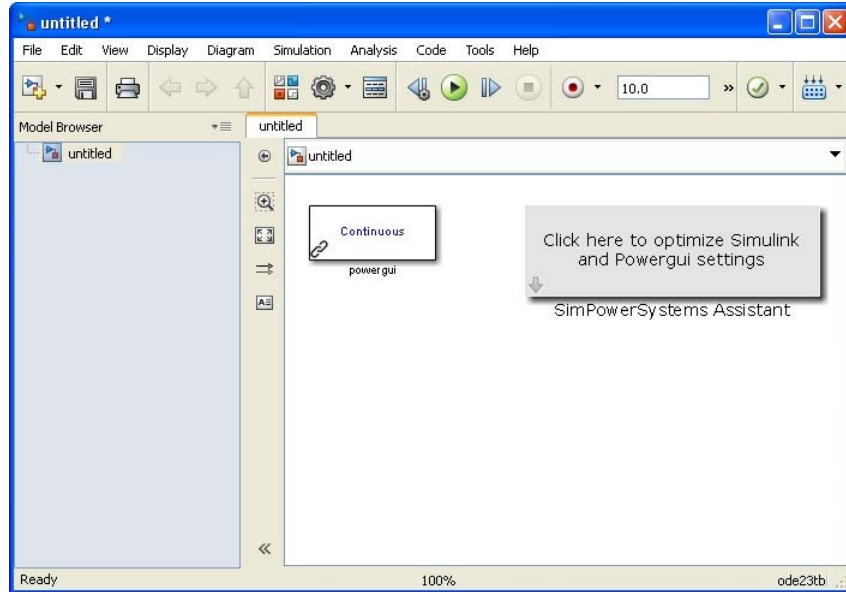 untitled *
File Edit View Display Diagram Simulation Analysis Code Tools Help
10.0 »
Model Browser
untitled
untitled
untitled
Continuous
powergui
Click here to optimize Simulink
and Powergui settings
SimPowerSystems Assistant
Ready 100% ode23tb